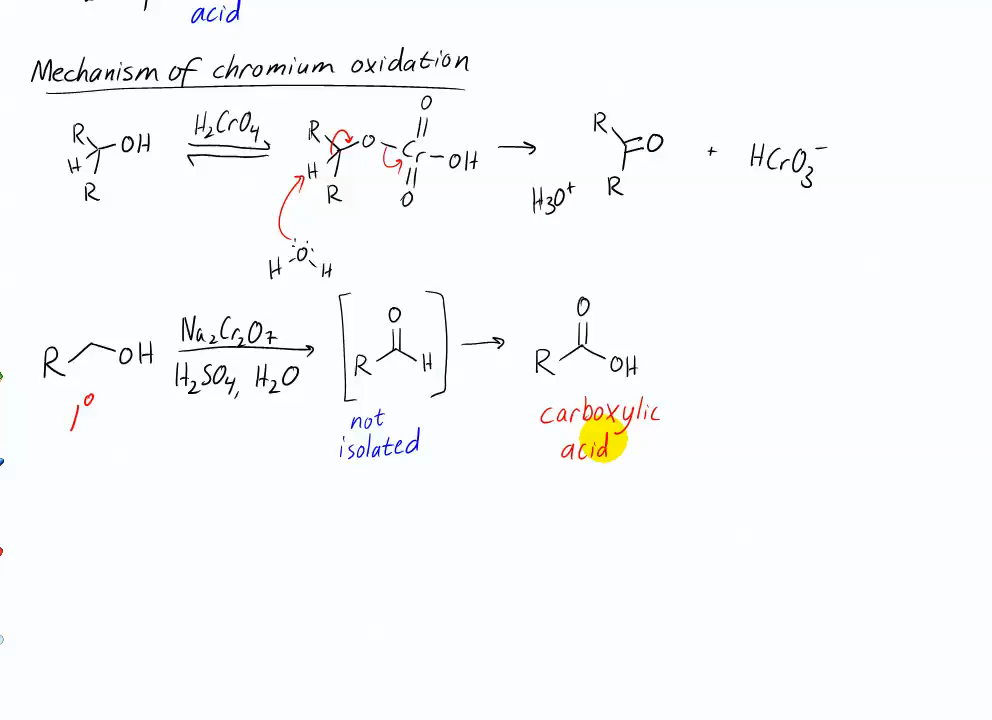 acid
Mechanism of chromium oxidation
R H R OH H₂CrO₄ R H R O Cr O O OH R R O + HCrO₃⁻
H3O⁺
H O H
R OH Na₂Cr₂O₇ R O H R O OH
H₂SO₄, H₂O
1° not carboxylic
isolated acid